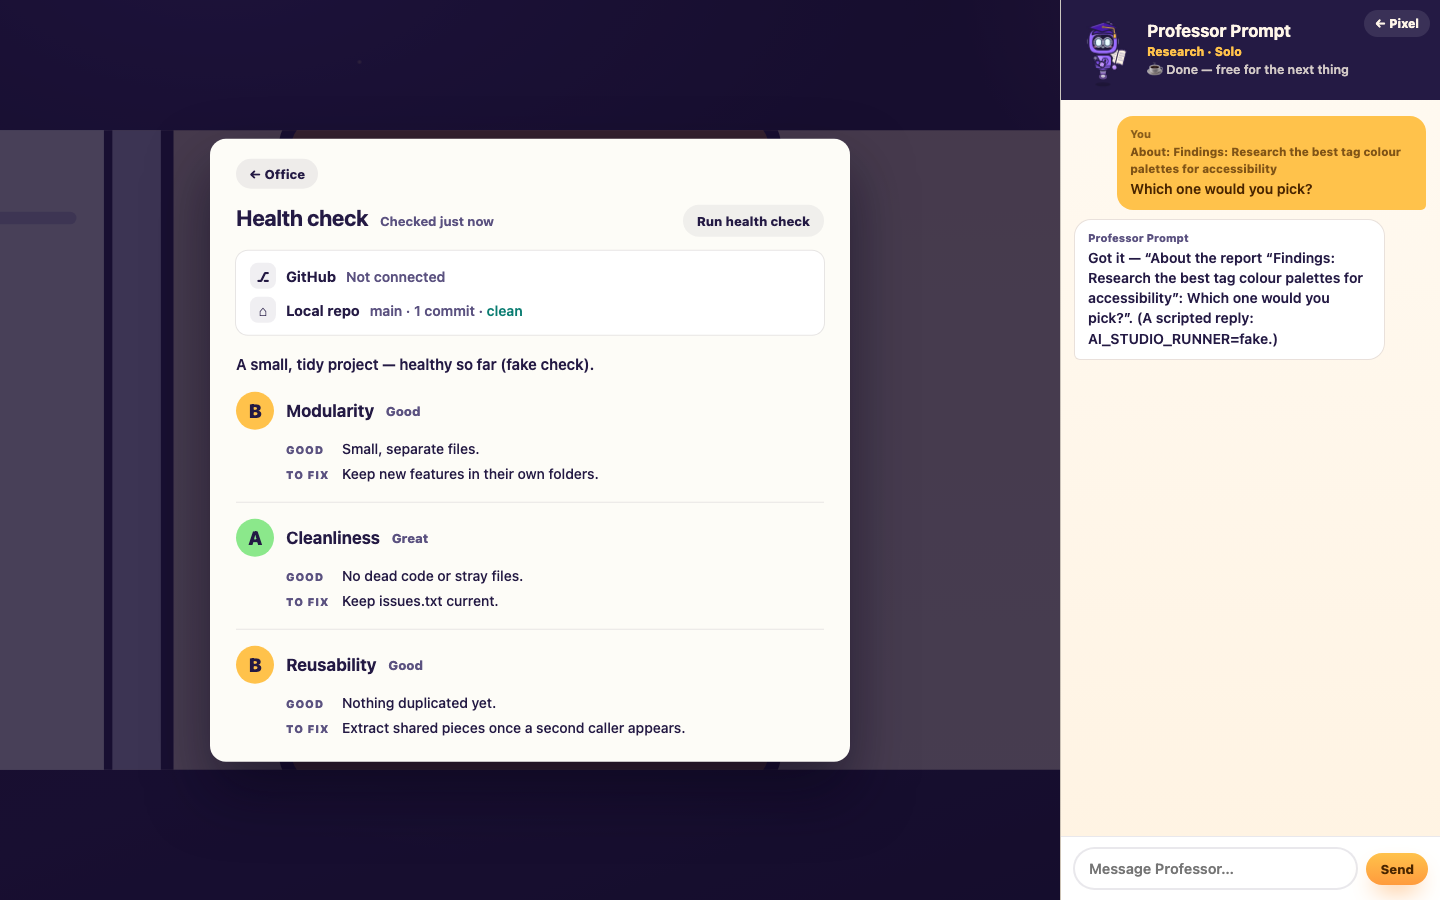 ← Office
Health check Checked just now
Run health check
GitHub Not connected
Local repo main · 1 commit · clean
A small, tidy project — healthy so far (fake check).
B Modularity Good
GOOD Small, separate files.
TO FIX Keep new features in their own folders.
A Cleanliness Great
GOOD No dead code or stray files.
TO FIX Keep issues.txt current.
B Reusability Good
GOOD Nothing duplicated yet.
TO FIX Extract shared pieces once a second caller appears.
Professor Prompt
← Pixel
Research · Solo
☕ Done — free for the next thing
You
About: Findings: Research the best tag colour
palettes for accessibility
Which one would you pick?
Professor Prompt
Got it — “About the report “Findings:
Research the best tag colour palettes for
accessibility”: Which one would you
pick?”. (A scripted reply:
AI_STUDIO_RUNNER=fake.)
Message Professor...
Send